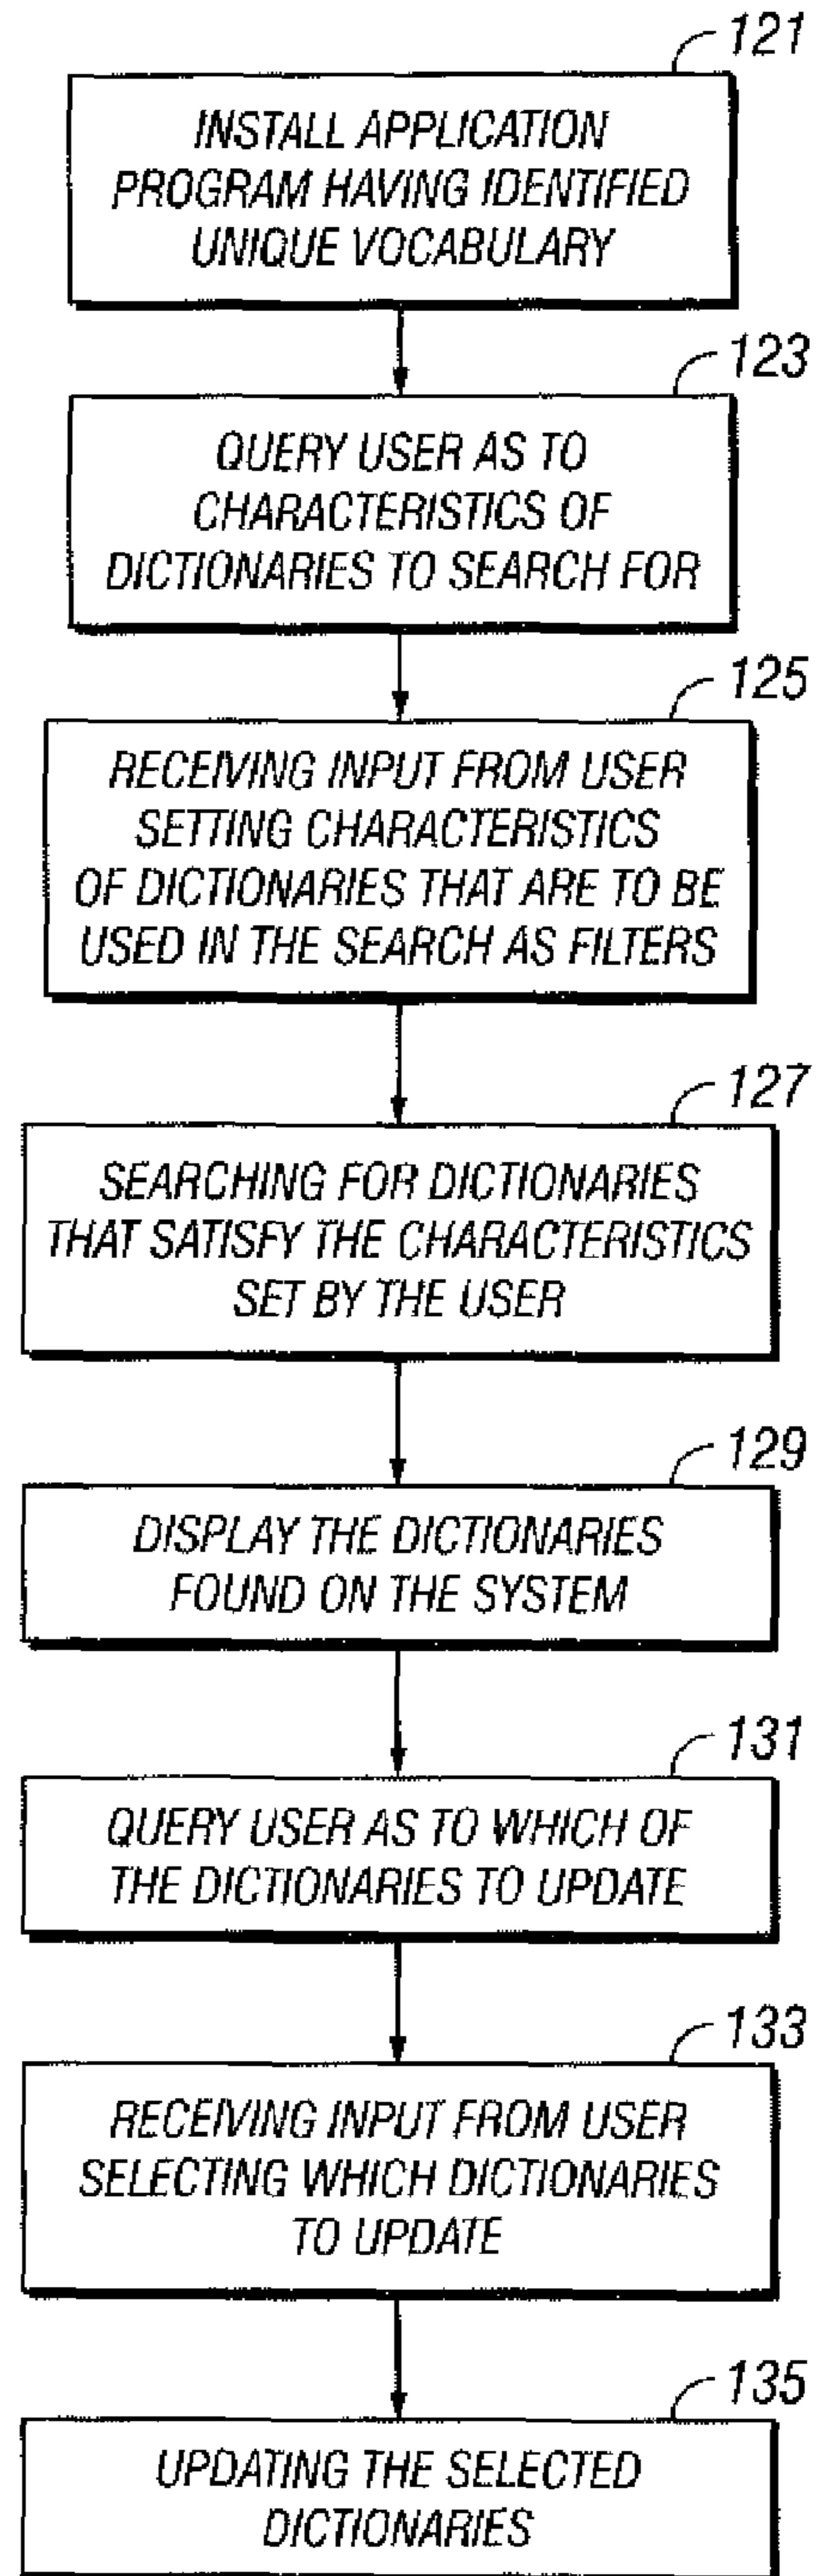 121
INSTALL APPLICATION
PROGRAM HAVING IDENTIFIED
UNIQUE VOCABULARY
123
QUERY USER AS TO
CHARACTERISTICS OF
DICTIONARIES TO SEARCH FOR
125
RECEIVING INPUT FROM USER
SETTING CHARACTERISTICS
OF DICTIONARIES THAT ARE TO BE
USED IN THE SEARCH AS FILTERS
127
SEARCHING FOR DICTIONARIES
THAT SATISFY THE CHARACTERISTICS
SET BY THE USER
129
DISPLAY THE DICTIONARIES
FOUND ON THE SYSTEM
131
QUERY USER AS TO WHICH OF
THE DICTIONARIES TO UPDATE
133
RECEIVING INPUT FROM USER
SELECTING WHICH DICTIONARIES
TO UPDATE
135
UPDATING THE SELECTED
DICTIONARIES